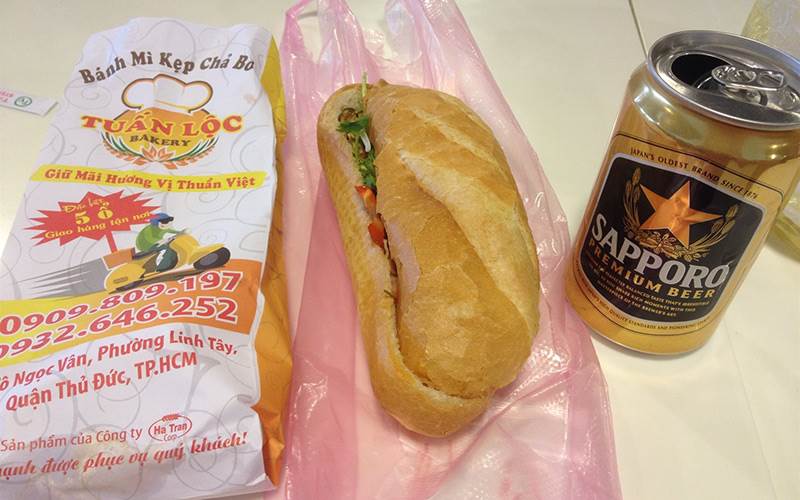 Bánh Mì Kẹp Chả Bò
TUẤN LỘC
BAKERY
Giữ Mãi Hương Vị Thuần Việt
5 Ổ
Giao hàng tận nơi
0909.809.197
0932.646.252
Ngọc Vân, Phường Linh Tây,
Quận Thủ Đức, TP.HCM
Sản phẩm của Công ty Ha Tran
Corp
được phục vụ quý khách!
JAPAN'S OLDEST BRAND SINCE 1876
SAPPORO
PREMIUM BEER